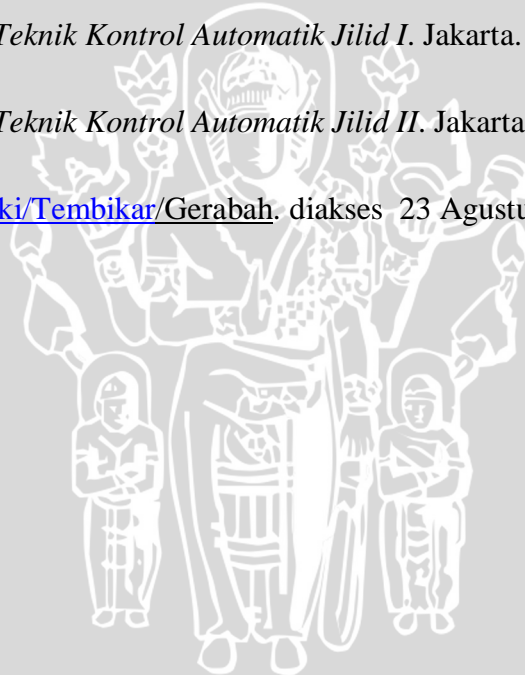 Teknik Kontrol Automatik Jilid I. Jakarta.
Teknik Kontrol Automatik Jilid II. Jakarta
ki/Tembikar/Gerabah. diakses 23 Agustu